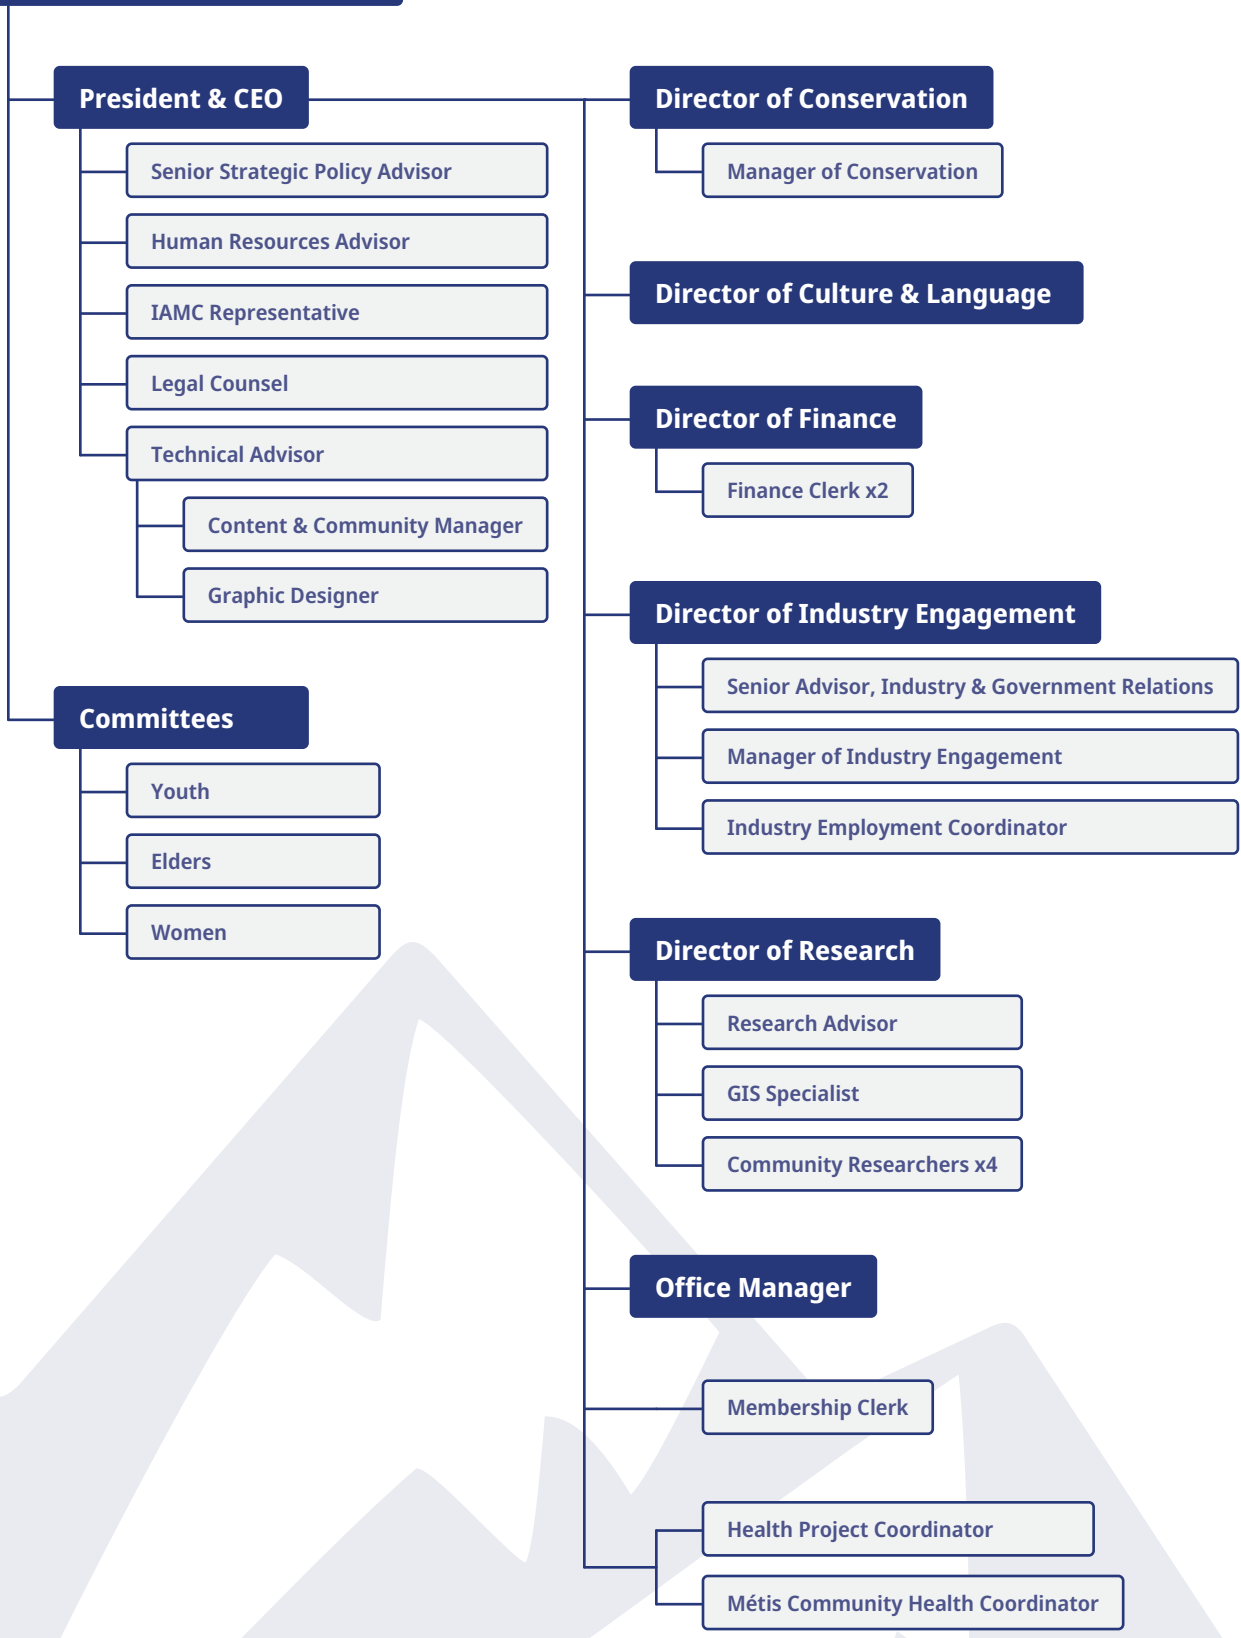 President & CEO
Senior Strategic Policy Advisor
Human Resources Advisor
IAMC Representative
Legal Counsel
Technical Advisor
Content & Community Manager
Graphic Designer
Committees
Youth
Elders
Women
Director of Conservation
Manager of Conservation
Director of Culture & Language
Director of Finance
Finance Clerk x2
Director of Industry Engagement
Senior Advisor, Industry & Government Relations
Manager of Industry Engagement
Industry Employment Coordinator
Director of Research
Research Advisor
GIS Specialist
Community Researchers x4
Office Manager
Membership Clerk
Health Project Coordinator
Métis Community Health Coordinator